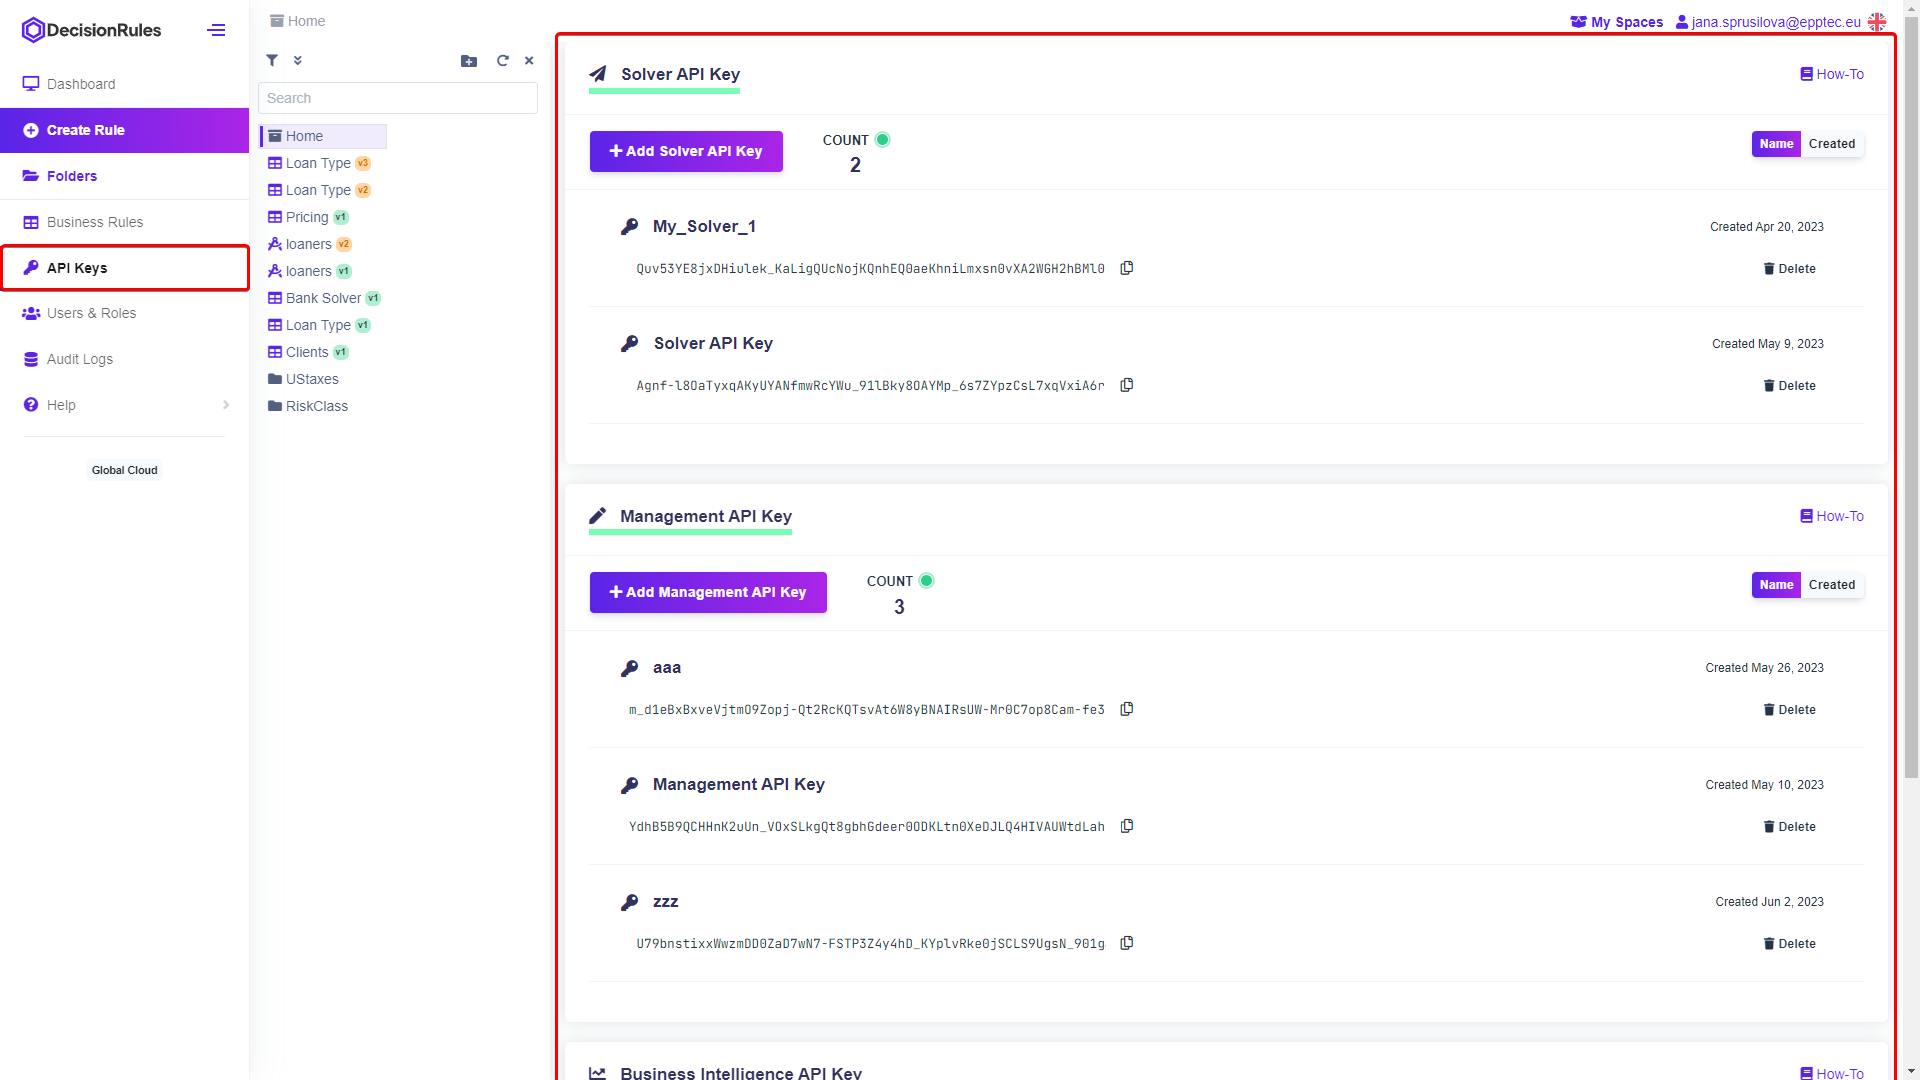 DecisionRules
Dashboard
Create Rule
Folders
Business Rules
API Keys
Users & Roles
Audit Logs
Help
Global Cloud
Home
Search
Home
Loan Type v3
Loan Type v2
Pricing v1
loaners v2
loaners v1
Bank Solver v1
Loan Type v1
Clients v1
UStaxes
RiskClass
My Spaces jana.sprusilova@epptec.eu
Solver API Key
How-To
Add Solver API Key
COUNT
2
Name Created
My_Solver_1
Created Apr 20, 2023
Quv53YE8jxDHiulek_KaLigQUcNojKQnhEQ0aeKhniLmxsn0vXA2WGH2hBMl0
Delete
Solver API Key
Created May 9, 2023
Agnf-l8OaTyxqAKyUYANfmwRcYWu_91lBky8OAYMp_6s7ZYpzCsL7xqVxiA6r
Delete
Management API Key
How-To
Add Management API Key
COUNT
3
Name Created
aaa
Created May 26, 2023
m_d1eBxBxveVjtmO9Zopj-Qt2RcKQTsvAt6W8yBNAIRsUW-Mr0C7op8Cam-fe3
Delete
Management API Key
Created May 10, 2023
YdhB5B9QCHHnK2uUn_VOxSLkgQt8gbhGdeer0ODKLtn0XeDJLQ4HIVAUWtdLah
Delete
zzz
Created Jun 2, 2023
U79bnstixxWwzmDD0ZaD7wN7-FSTP3Z4y4hD_KYplvRke0jSCLS9UgsN_901g
Delete
Business Intelligence API Key
How-To